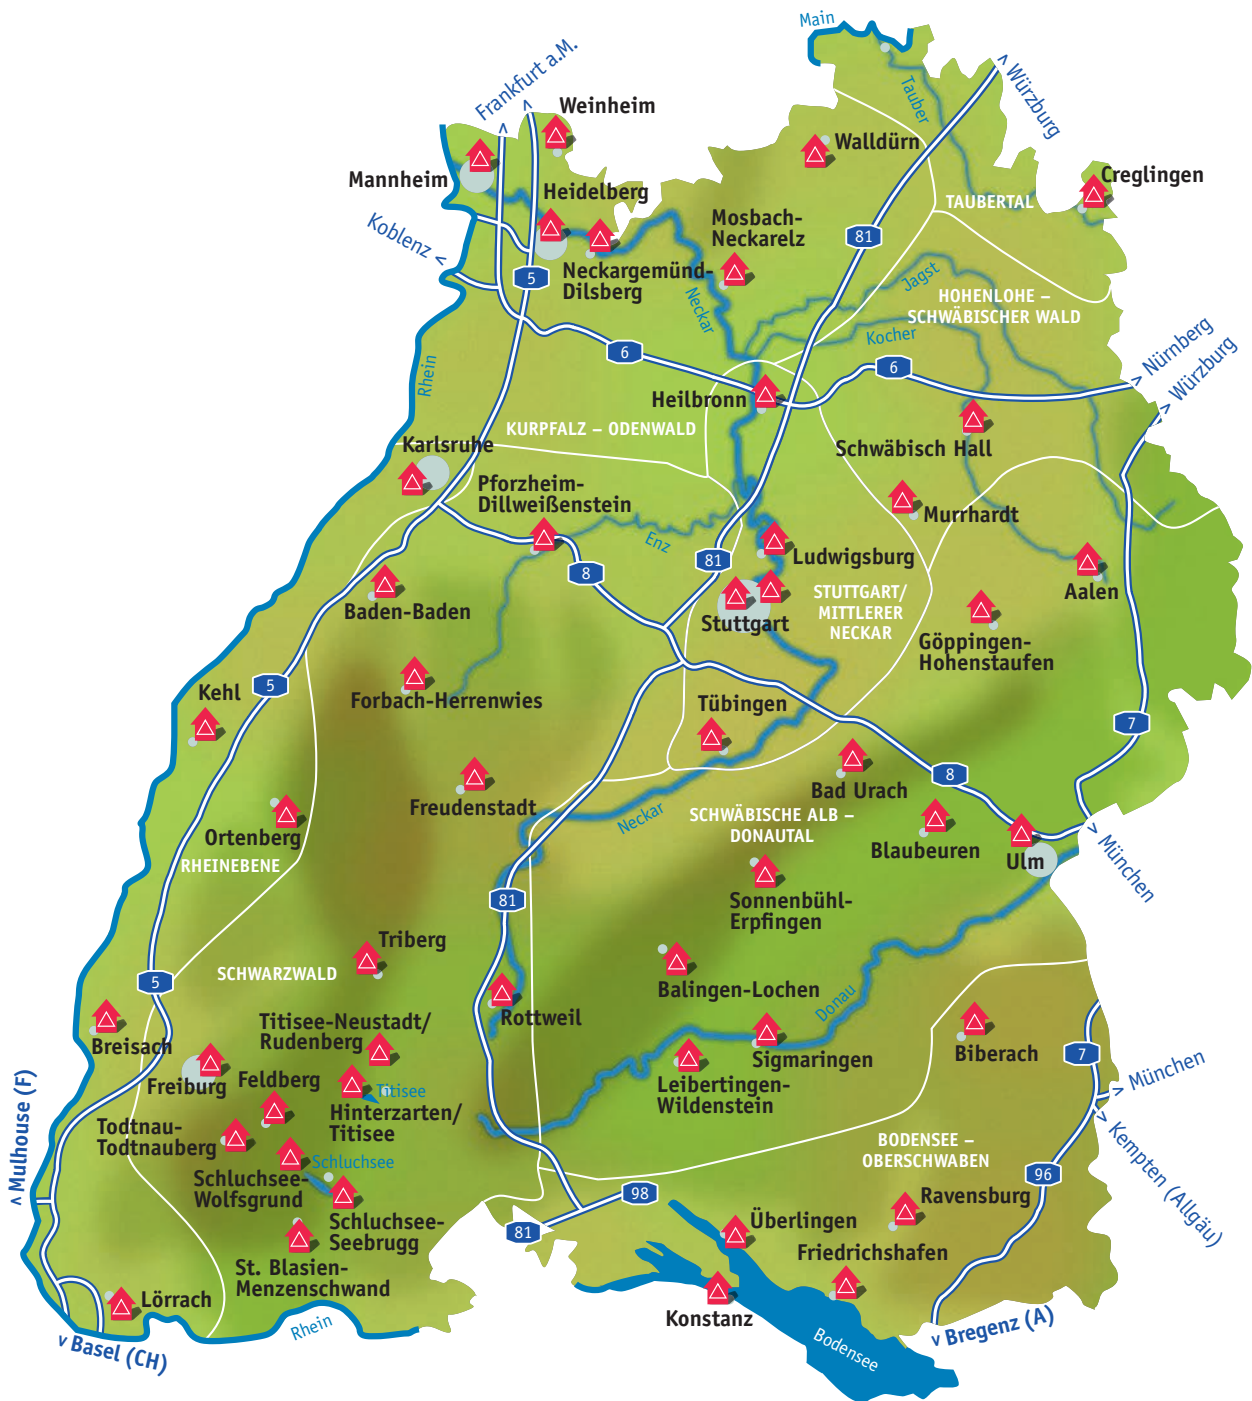 Main
Frankfurt a.M.
Weinheim
Tauber
Würzburg
Walldürn
Mannheim
Creglingen
Heidelberg
TAUBERTAL
Koblenz
Mosbach-
Neckarelz
81
Neckargemünd-
Dilsberg
5
Jagst
Neckar
HOHENLOHE –
SCHWÄBISCHER WALD
Kocher
Nürnberg
Würzburg
6
6
Rhein
Heilbronn
KURPFALZ – ODENWALD
Karlsruhe
Schwäbisch Hall
Pforzheim-
Dillweißenstein
Murrhardt
Enz
Ludwigsburg
81
8
Baden-Baden
Stuttgart
STUTTGART/
MITTLERER
NECKAR
Aalen
Göppingen-
Hohenstaufen
5
Kehl
Forbach-Herrenwies
Tübingen
7
Freudenstadt
Bad Urach
8
Neckar
SCHWÄBISCHE ALB –
DONAUTAL
Ortenberg
RHEINEBENE
Blaubeuren
Ulm
München
81
Sonnenbühl-
Erpfingen
Triberg
SCHWARZWALD
5
Balingen-Lochen
Donau
Rottweil
Breisach
Titisee-Neustadt/
Rudenberg
Sigmaringen
Biberach
7
Freiburg
Feldberg
Titisee
Hinterzarten/
Titisee
Leibertingen-
Wildenstein
München
Mulhouse (F)
Todtnau-
Todtnauberg
Kempten (Allgäu)
BODENSEE –
OBERSCHWABEN
Schluchsee
Schluchsee-
Wolfsgrund
96
98
Ravensburg
Schluchsee-
Seebrugg
81
Überlingen
Friedrichshafen
St. Blasien-
Menzenschwand
Lörrach
Konstanz
Rhein
Bodensee
Bregenz (A)
Basel (CH)